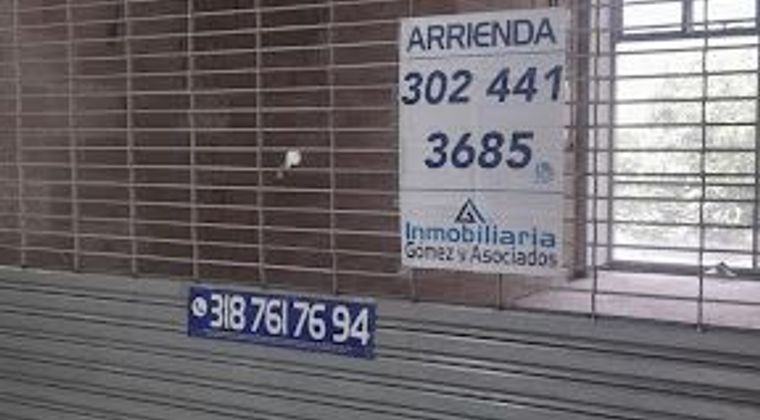 ARRIENDA
302 441
3685
Inmobiliaria
Gomez y Asociados
318 761 76 94